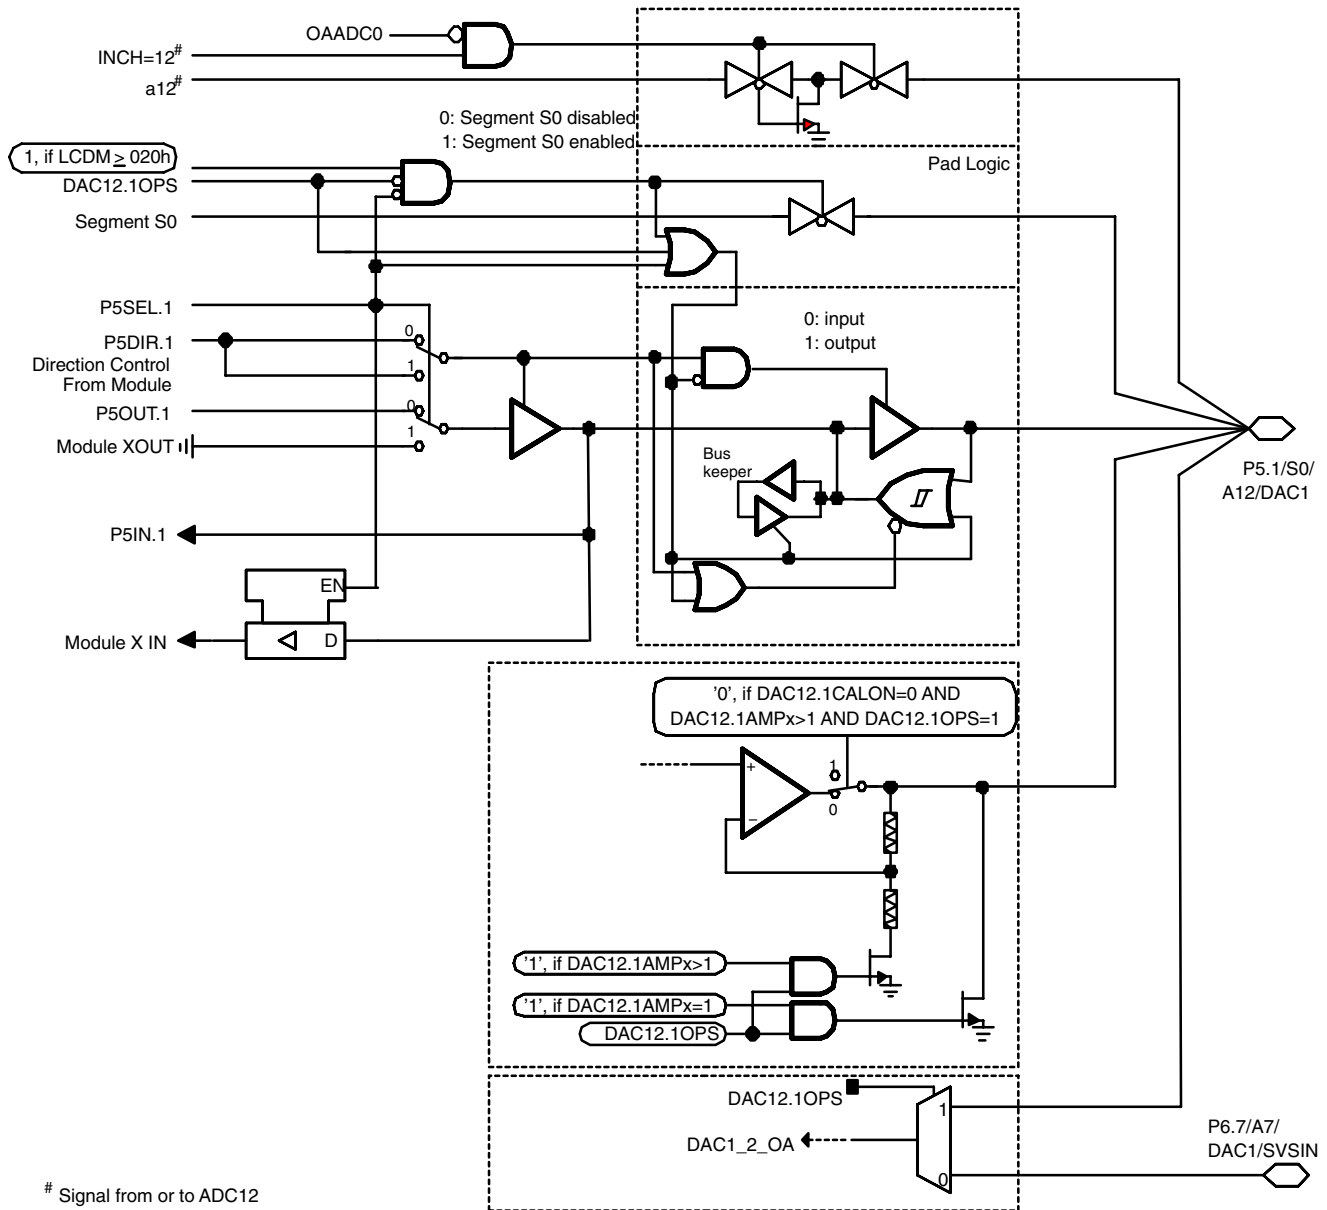 OAADC0
INCH=12#
a12#
0: Segment S0 disabled
1: Segment S0 enabled
1, if LCDM ≥ 020h
DAC12.1OPS
Pad Logic
Segment S0
P5SEL.1
0: input
1: output
P5DIR.1
0
Direction Control
From Module
1
P5OUT.1
0
Module XOUT
1
Bus
keeper
P5.1/S0/
A12/DAC1
P5IN.1
EN
Module X IN
D
'0', if DAC12.1CALON=0 AND
DAC12.1AMPx>1 AND DAC12.1OPS=1
+
1
0
−
'1', if DAC12.1AMPx>1
'1', if DAC12.1AMPx=1
DAC12.1OPS
DAC12.1OPS
1
DAC1_2_OA
0
P6.7/A7/
DAC1/SVSIN
# Signal from or to ADC12